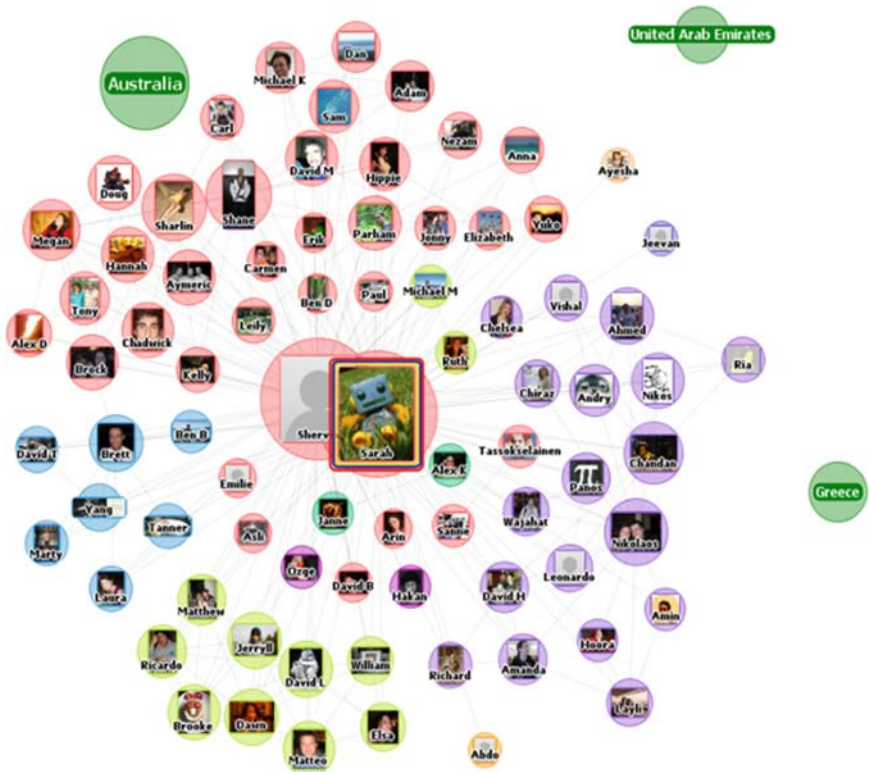 United Arab Emirates
Dan
Australia
Michael K
Adam
Sam
Carl
Nezam
Anna
David M
Hippie
Ayesha
Doug
Sharlin
Shane
Megan
Erik
Parham
Jonny
Elizabeth
Yuko
Jeevan
Hannah
Carmen
Aymeric
Ben D
Paul
Michael M
Tony
Vishal
Chelsea
Ahmed
Leily
Alex D
Chadwick
Ruth
Brock
Kelly
Ria
Chiraz
Andry
Nikos
Sherv
Ben B
David T
Brett
Sarah
Tassokselainen
Chandan
Alex K
Emilie
Panos
Greece
Yang
Janne
Wajahat
Tanner
Asli
Arin
Sanne
Nikolaos
Marty
Ozge
Leonardo
David B
Hakan
Laura
Matthew
David H
Amin
Jerryll
Hoora
Ricardo
William
David L
Richard
Amanda
Layli
Brooke
Dawn
Elsa
Matteo
Abdo